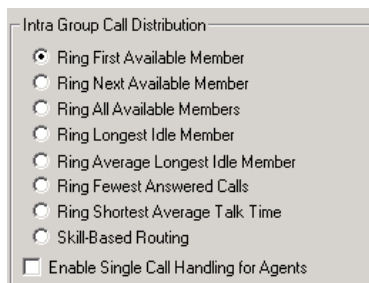 Intra Group Call Distribution
Ring First Available Member
Ring Next Available Member
Ring All Available Members
Ring Longest Idle Member
Ring Average Longest Idle Member
Ring Fewest Answered Calls
Ring Shortest Average Talk Time
Skill-Based Routing
Enable Single Call Handling for Agents